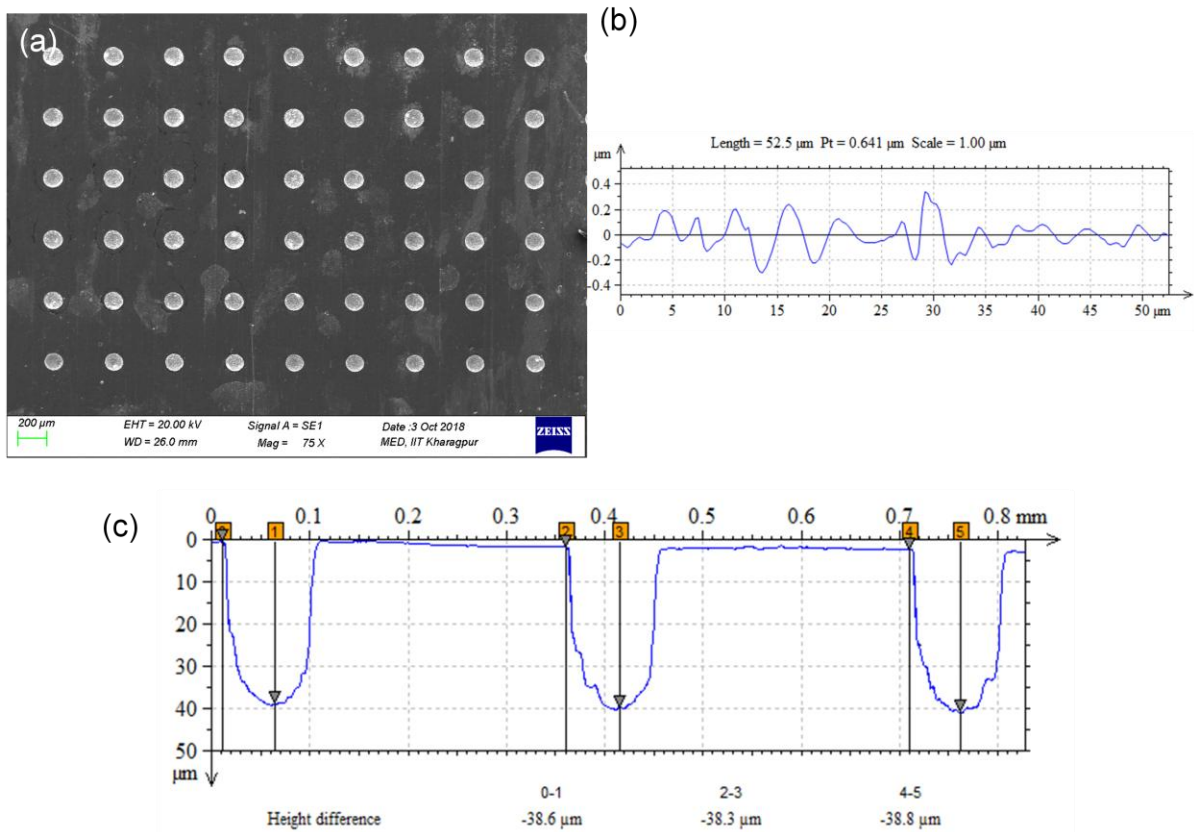 (a)
200 µm
EHT = 20.00 kV
Signal A = SE1
Date :3 Oct 2018
WD = 26.0 mm
Mag = 75 X
MED, IIT Kharagpur
ZEISS
(b)
Length = 52.5 µm Pt = 0.641 µm Scale = 1.00 µm
µm
0.4
0.2
0
-0.2
-0.4
0 5 10 15 20 25 30 35 40 45 50 µm
(c)
0 0.1 0.2 0.3 0.4 0.5 0.6 0.7 0.8 mm
1 2 3 4 5
0
10
20
30
40
50
µm
0-1 2-3 4-5
Height difference -38.6 µm -38.3 µm -38.8 µm